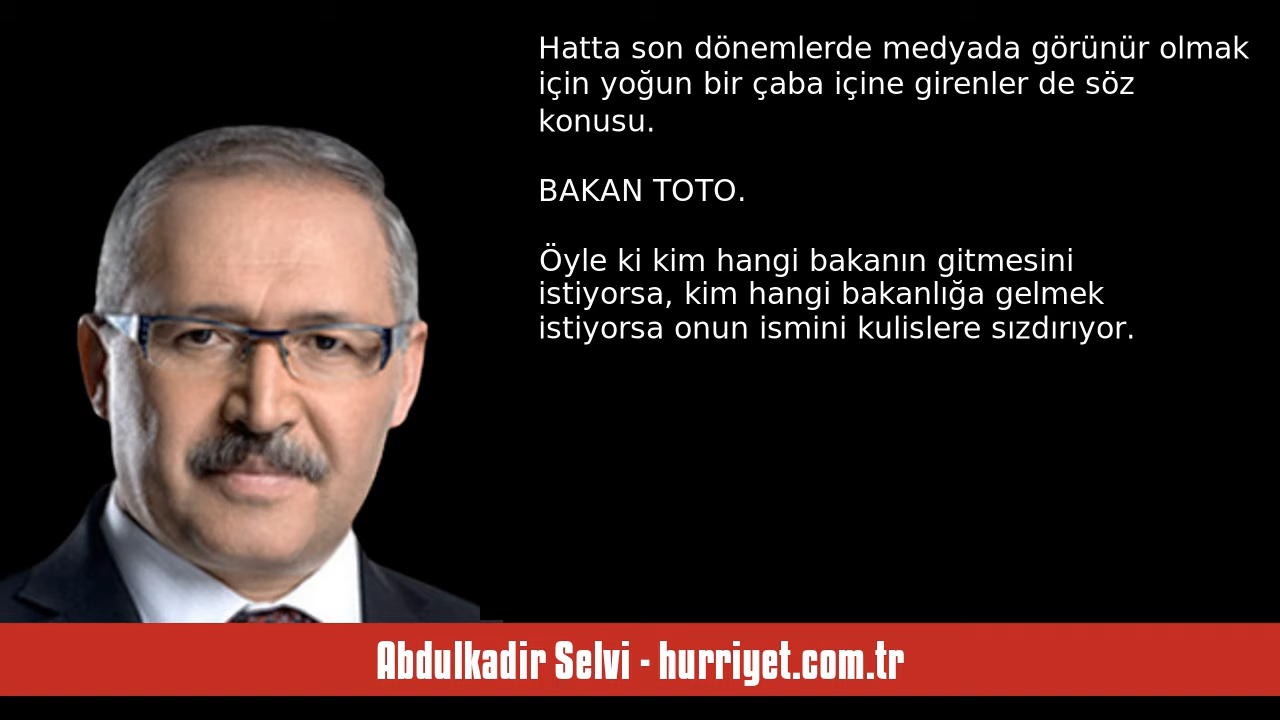 Hatta son dönemlerde medyada görünür olmak
için yoğun bir çaba içine girenler de söz
konusu.
BAKAN TOTO.
Öyle ki kim hangi bakanın gitmesini
istiyorsa, kim hangi bakanlığa gelmek
istiyorsa onun ismini kulislere sızdırıyor.
Abdulkadir Selvi - hurriyet.com.tr